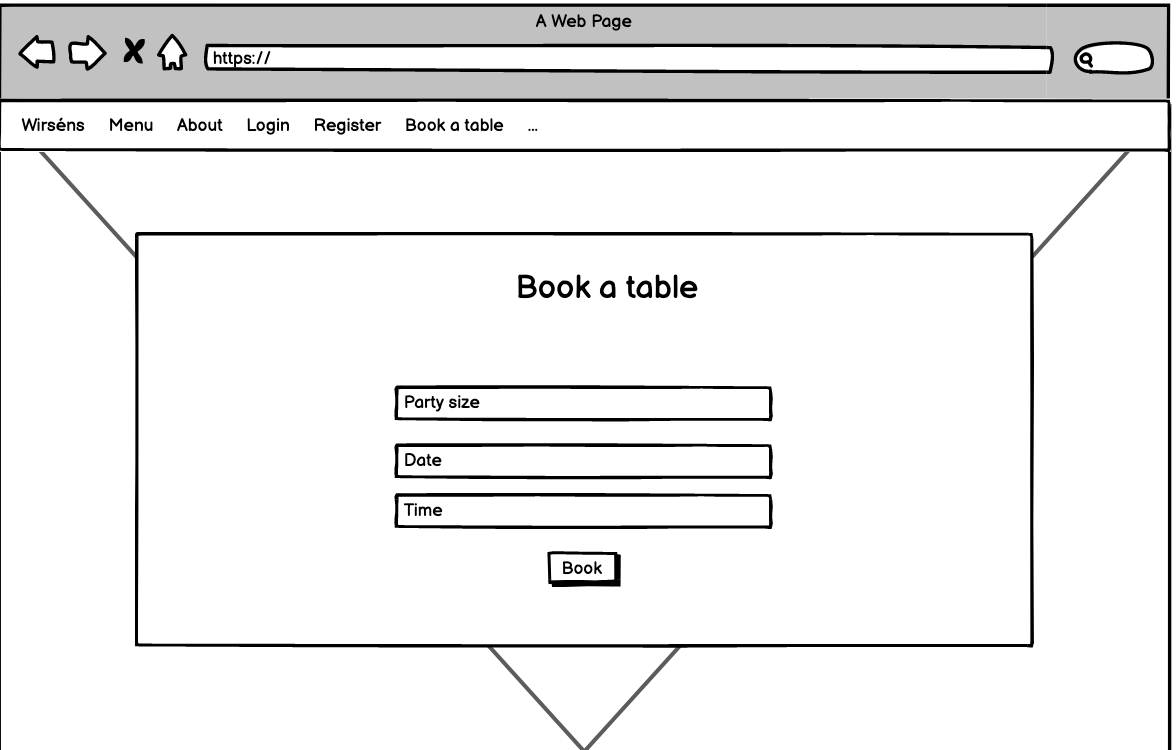 A Web Page
https://
Wirséns Menu About Login Register Book a table ...
Book a table
Party size
Date
Time
Book